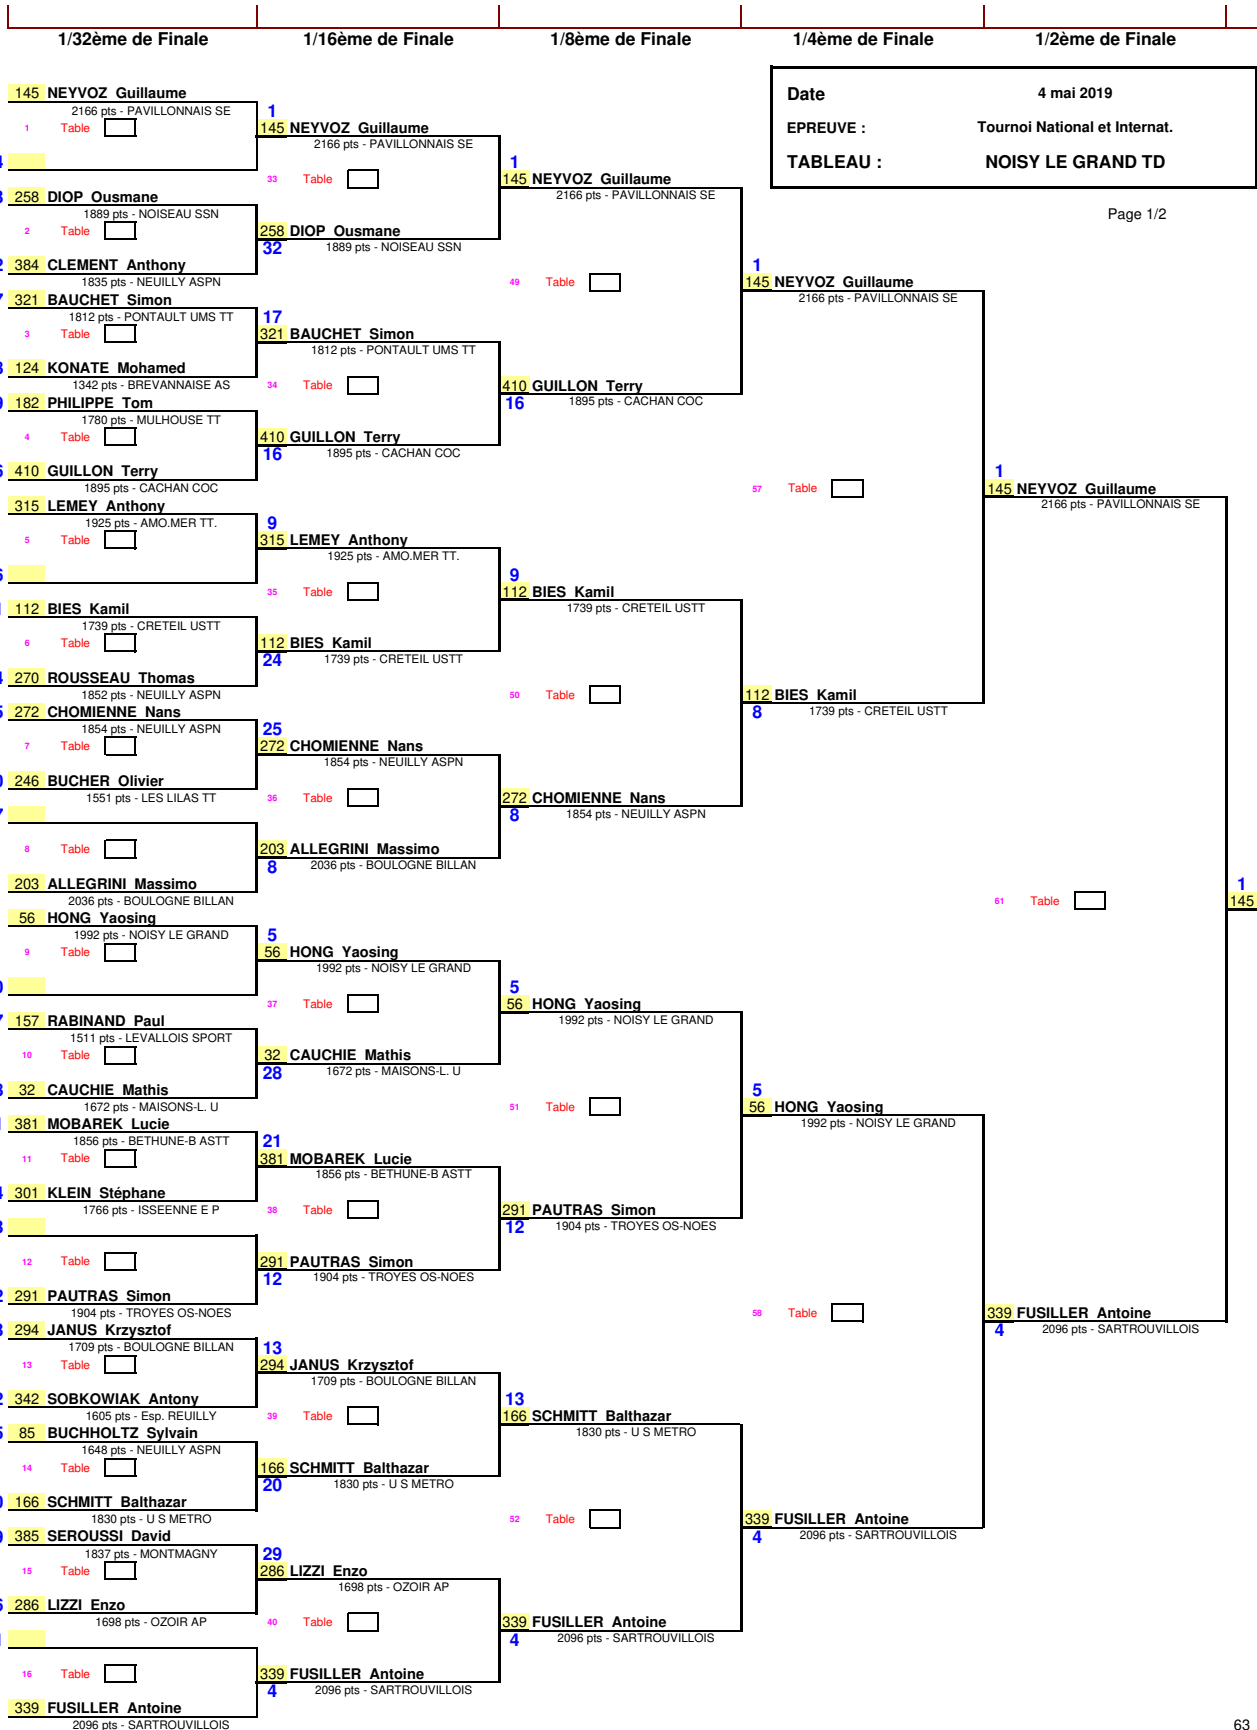 1/32ème de Finale 1/16ème de Finale 1/8ème de Finale 1/4ème de Finale 1/2ème de Finale
Date 4 mai 2019
EPREUVE : Tournoi National et Internat.
TABLEAU : NOISY LE GRAND TD
Page 1/2
145 NEYVOZ Guillaume
2166 pts - PAVILLONNAIS SE
1 Table
258 DIOP Ousmane
1889 pts - NOISEAU SSN
2 Table
384 CLEMENT Anthony
1835 pts - NEUILLY ASPN
321 BAUCHET Simon
1812 pts - PONTAULT UMS TT
3 Table
124 KONATE Mohamed
1342 pts - BREVANNAISE AS
182 PHILIPPE Tom
1780 pts - MULHOUSE TT
4 Table
410 GUILLON Terry
1895 pts - CACHAN COC
315 LEMEY Anthony
1925 pts - AMO.MER TT.
5 Table
112 BIES Kamil
1739 pts - CRETEIL USTT
6 Table
270 ROUSSEAU Thomas
1852 pts - NEUILLY ASPN
272 CHOMIENNE Nans
1854 pts - NEUILLY ASPN
7 Table
246 BUCHER Olivier
1551 pts - LES LILAS TT
8 Table
203 ALLEGRINI Massimo
2036 pts - BOULOGNE BILLAN
56 HONG Yaosing
1992 pts - NOISY LE GRAND
9 Table
157 RABINAND Paul
1511 pts - LEVALLOIS SPORT
10 Table
32 CAUCHIE Mathis
1672 pts - MAISONS-L. U
381 MOBAREK Lucie
1856 pts - BETHUNE-B ASTT
11 Table
301 KLEIN Stéphane
1766 pts - ISSEENNE E P
12 Table
291 PAUTRAS Simon
1904 pts - TROYES OS-NOES
294 JANUS Krzysztof
1709 pts - BOULOGNE BILLAN
13 Table
342 SOBKOWIAK Antony
1605 pts - Esp. REUILLY
85 BUCHHOLTZ Sylvain
1648 pts - NEUILLY ASPN
14 Table
166 SCHMITT Balthazar
1830 pts - U S METRO
385 SEROUSSI David
1837 pts - MONTMAGNY
15 Table
286 LIZZI Enzo
1698 pts - OZOIR AP
16 Table
339 FUSILLER Antoine
2096 pts - SARTROUVILLOIS
1
145 NEYVOZ Guillaume
2166 pts - PAVILLONNAIS SE
33 Table
258 DIOP Ousmane
32 1889 pts - NOISEAU SSN
17
321 BAUCHET Simon
1812 pts - PONTAULT UMS TT
34 Table
410 GUILLON Terry
16 1895 pts - CACHAN COC
9
315 LEMEY Anthony
1925 pts - AMO.MER TT.
35 Table
112 BIES Kamil
24 1739 pts - CRETEIL USTT
25
272 CHOMIENNE Nans
1854 pts - NEUILLY ASPN
36 Table
203 ALLEGRINI Massimo
8 2036 pts - BOULOGNE BILLAN
5
56 HONG Yaosing
1992 pts - NOISY LE GRAND
37 Table
32 CAUCHIE Mathis
28 1672 pts - MAISONS-L. U
21
381 MOBAREK Lucie
1856 pts - BETHUNE-B ASTT
38 Table
291 PAUTRAS Simon
12 1904 pts - TROYES OS-NOES
13
294 JANUS Krzysztof
1709 pts - BOULOGNE BILLAN
39 Table
166 SCHMITT Balthazar
20 1830 pts - U S METRO
29
286 LIZZI Enzo
1698 pts - OZOIR AP
40 Table
339 FUSILLER Antoine
4 2096 pts - SARTROUVILLOIS
1
145 NEYVOZ Guillaume
2166 pts - PAVILLONNAIS SE
49 Table
410 GUILLON Terry
16 1895 pts - CACHAN COC
9
112 BIES Kamil
1739 pts - CRETEIL USTT
50 Table
272 CHOMIENNE Nans
8 1854 pts - NEUILLY ASPN
5
56 HONG Yaosing
1992 pts - NOISY LE GRAND
51 Table
291 PAUTRAS Simon
12 1904 pts - TROYES OS-NOES
13
166 SCHMITT Balthazar
1830 pts - U S METRO
52 Table
339 FUSILLER Antoine
4 2096 pts - SARTROUVILLOIS
1
145 NEYVOZ Guillaume
2166 pts - PAVILLONNAIS SE
57 Table
112 BIES Kamil
8 1739 pts - CRETEIL USTT
5
56 HONG Yaosing
1992 pts - NOISY LE GRAND
58 Table
339 FUSILLER Antoine
4 2096 pts - SARTROUVILLOIS
1
145 NEYVOZ Guillaume
2166 pts - PAVILLONNAIS SE
61 Table
339 FUSILLER Antoine
4 2096 pts - SARTROUVILLOIS
1
145
63